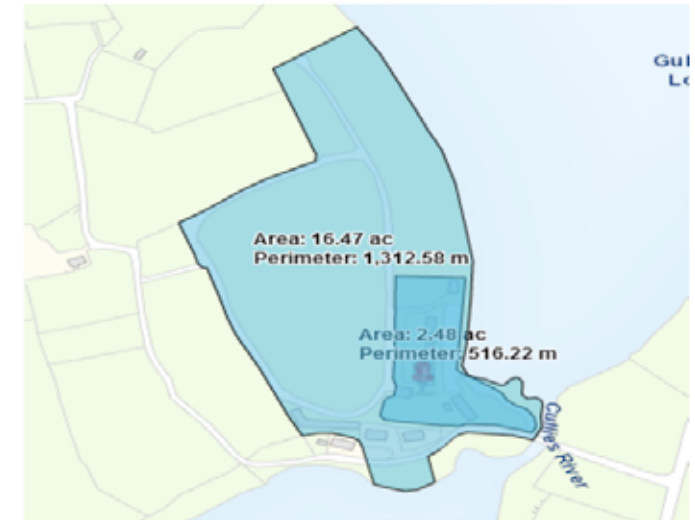 Area: 16.47 ac
Perimeter: 1,312.58 m
Area: 2.48 ac
Perimeter: 516.22 m
Cullies River